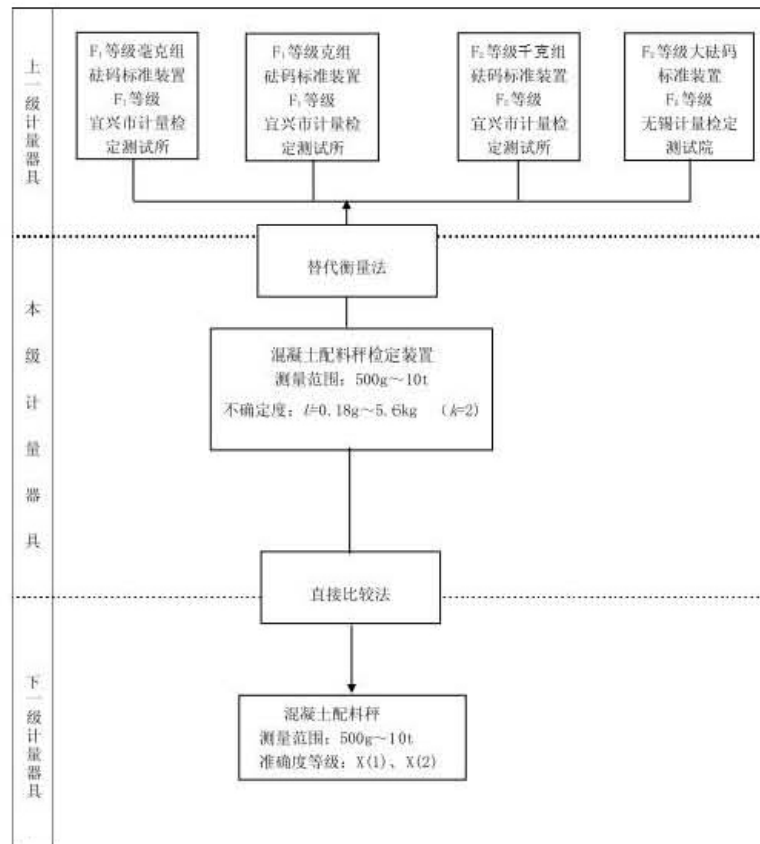 上一级计量器具
F₁等级毫克组
砝码标准装置
F₁等级
宜兴市计量检
定测试所
F₁等级克组
砝码标准装置
F₁等级
宜兴市计量检
定测试所
F₂等级千克组
砝码标准装置
F₂等级
宜兴市计量检
定测试所
F₂等级大砝码
标准装置
F₂等级
无锡计量检定
测试院
替代衡量法
本级计量器具
混凝土配料秤检定装置
测量范围：500g～10t
不确定度：U=0.18g～5.6kg （k=2）
直接比较法
下一级计量器具
混凝土配料秤
测量范围：500g～10t
准确度等级：X(1)、X(2)